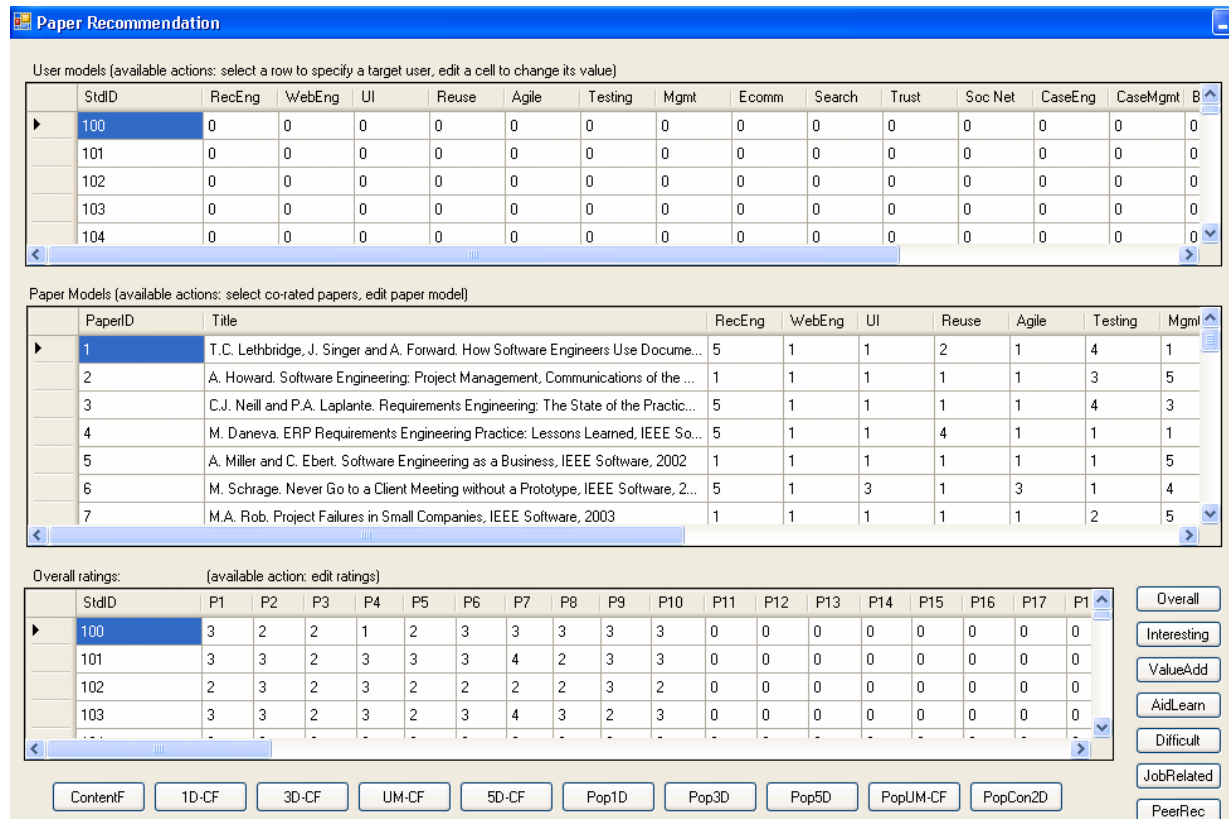 Paper Recommendation
User models (available actions: select a row to specify a target user, edit a cell to change its value)
StdID RecEng WebEng UI Reuse Agile Testing Mgmt Ecomm Search Trust Soc Net CaseEng CaseMgmt B
100 0 0 0 0 0 0 0 0 0 0 0 0 0 0
101 0 0 0 0 0 0 0 0 0 0 0 0 0 0
102 0 0 0 0 0 0 0 0 0 0 0 0 0 0
103 0 0 0 0 0 0 0 0 0 0 0 0 0 0
104 0 0 0 0 0 0 0 0 0 0 0 0 0 0
Paper Models (available actions: select co-rated papers, edit paper model)
PaperID Title RecEng WebEng UI Reuse Agile Testing Mgmt
1 T.C. Lethbridge, J. Singer and A. Forward. How Software Engineers Use Docume... 5 1 1 2 1 4 1
2 A. Howard. Software Engineering: Project Management, Communications of the ... 1 1 1 1 1 3 5
3 C.J. Neill and P.A. Laplante. Requirements Engineering: The State of the Practic... 5 1 1 1 1 4 3
4 M. Daneva. ERP Requirements Engineering Practice: Lessons Learned, IEEE So... 5 1 1 4 1 1 1
5 A. Miller and C. Ebert. Software Engineering as a Business, IEEE Software, 2002 1 1 1 1 1 1 5
6 M. Schrage. Never Go to a Client Meeting without a Prototype, IEEE Software, 2... 5 1 3 1 3 1 4
7 M.A. Rob. Project Failures in Small Companies, IEEE Software, 2003 1 1 1 1 1 2 5
Overall ratings: (available action: edit ratings)
StdID P1 P2 P3 P4 P5 P6 P7 P8 P9 P10 P11 P12 P13 P14 P15 P16 P17 P1
100 3 2 2 1 2 3 3 3 3 3 0 0 0 0 0 0 0 0
101 3 3 2 3 3 3 4 2 3 3 0 0 0 0 0 0 0 0
102 2 3 2 3 2 2 2 2 3 2 0 0 0 0 0 0 0 0
103 3 3 2 3 2 3 4 3 2 3 0 0 0 0 0 0 0 0
Overall
Interesting
ValueAdd
AidLearn
Difficult
JobRelated
PeerRec
ContentF 1D-CF 3D-CF UM-CF 5D-CF Pop1D Pop3D Pop5D PopUM-CF PopCon2D